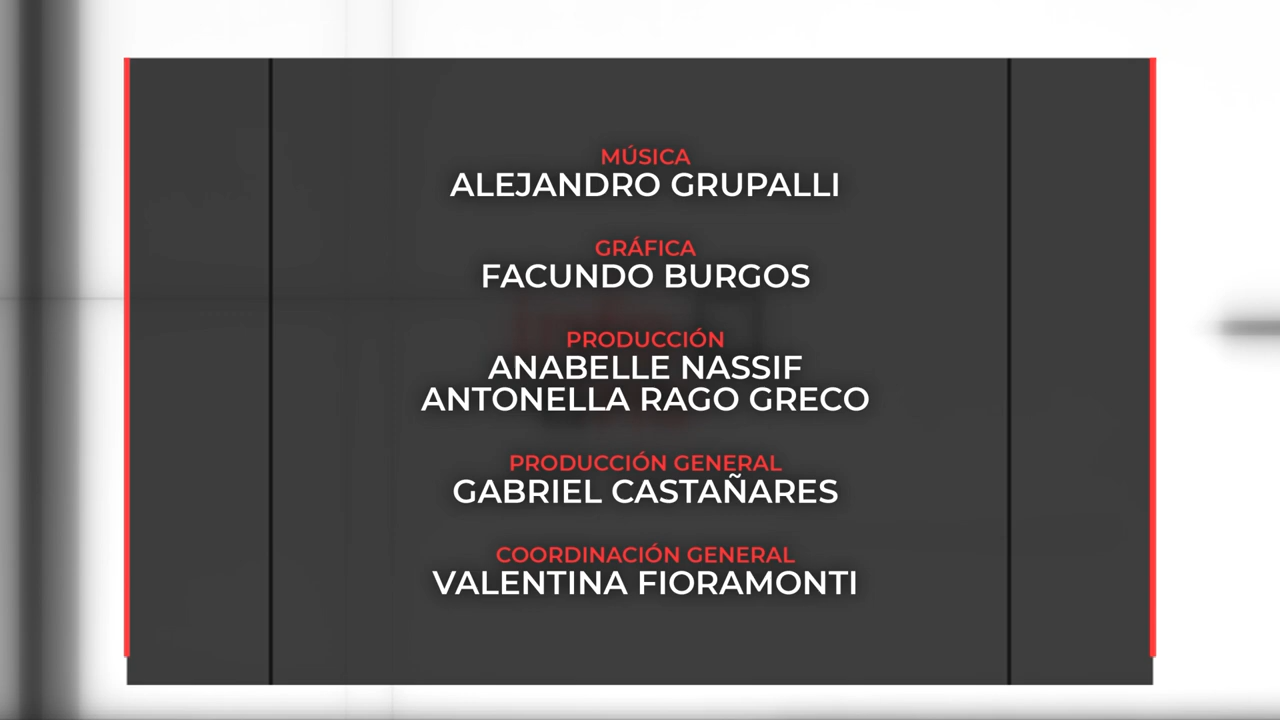 MÚSICA
ALEJANDRO GRUPALLI
GRÁFICA
FACUNDO BURGOS
PRODUCCIÓN
ANABELLE NASSIF
ANTONELLA RAGO GRECO
PRODUCCIÓN GENERAL
GABRIEL CASTAÑARES
COORDINACIÓN GENERAL
VALENTINA FIORAMONTI